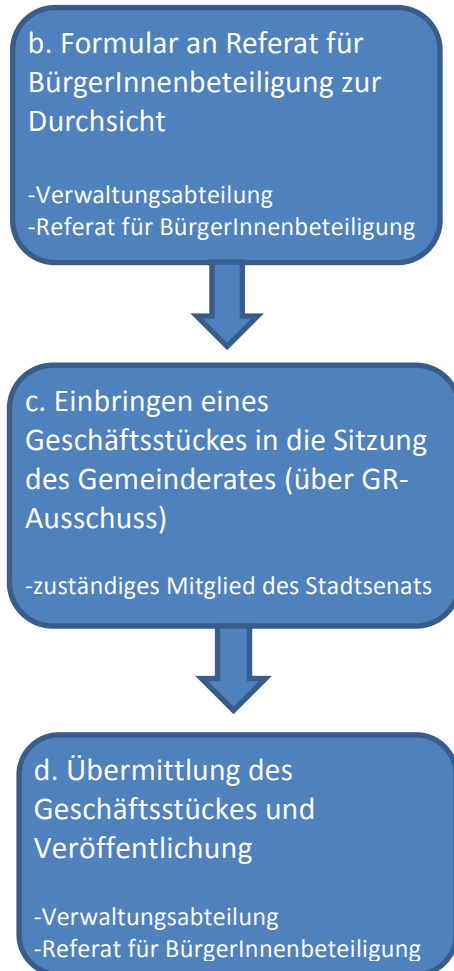 b. Formular an Referat für
BürgerInnenbeteiligung zur
Durchsicht
-Verwaltungsabteilung
-Referat für BürgerInnenbeteiligung
c. Einbringen eines
Geschäftsstückes in die Sitzung
des Gemeinderates (über GR-
Ausschuss)
-zuständiges Mitglied des Stadtsenats
d. Übermittlung des
Geschäftsstückes und
Veröffentlichung
-Verwaltungsabteilung
-Referat für BürgerInnenbeteiligung